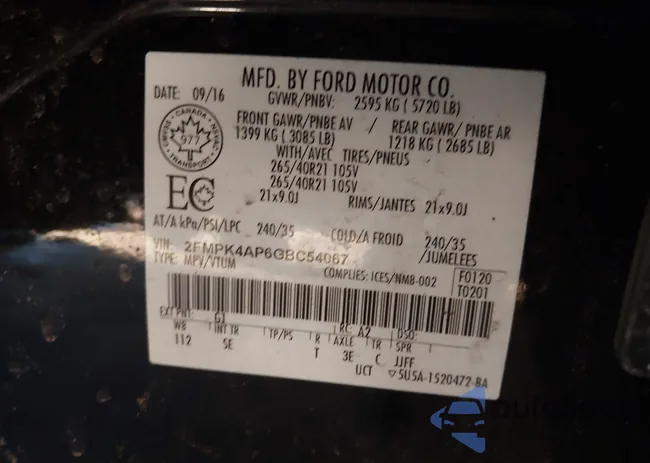 MFD. BY FORD MOTOR CO.
DATE: 09/16
GVWR/PNBV: 2595 KG ( 5720 LB)
FRONT GAWR/ PNBE AV / REAR GAWR/ PNBE AR
1399 KG ( 3085 LB) 1218 KG ( 2685 LB)
WITH/AVEC TIRES/PNEUS
265/40R21 105V
265/40R21 105V
21x9.0J RIMS/JANTES 21x9.0J
CANADA
977
TRANSPORT
EC
AT/A kPa/PSI/LPC 240/35 COLD/A FROID 240/35
VIN: 2FMPK4AP6GBC54067 /JUMELEES
TYPE: MPV/VTUM
COMPLIES: ICES/NMB-002
F0120
T0201
EXT PNT: G1 RC: A2 DSO:
WB INT TR TP/PS R AXLE TR SPR
112 SE T 3E C JJFF
UCT ▽5U5A-1520472-BA